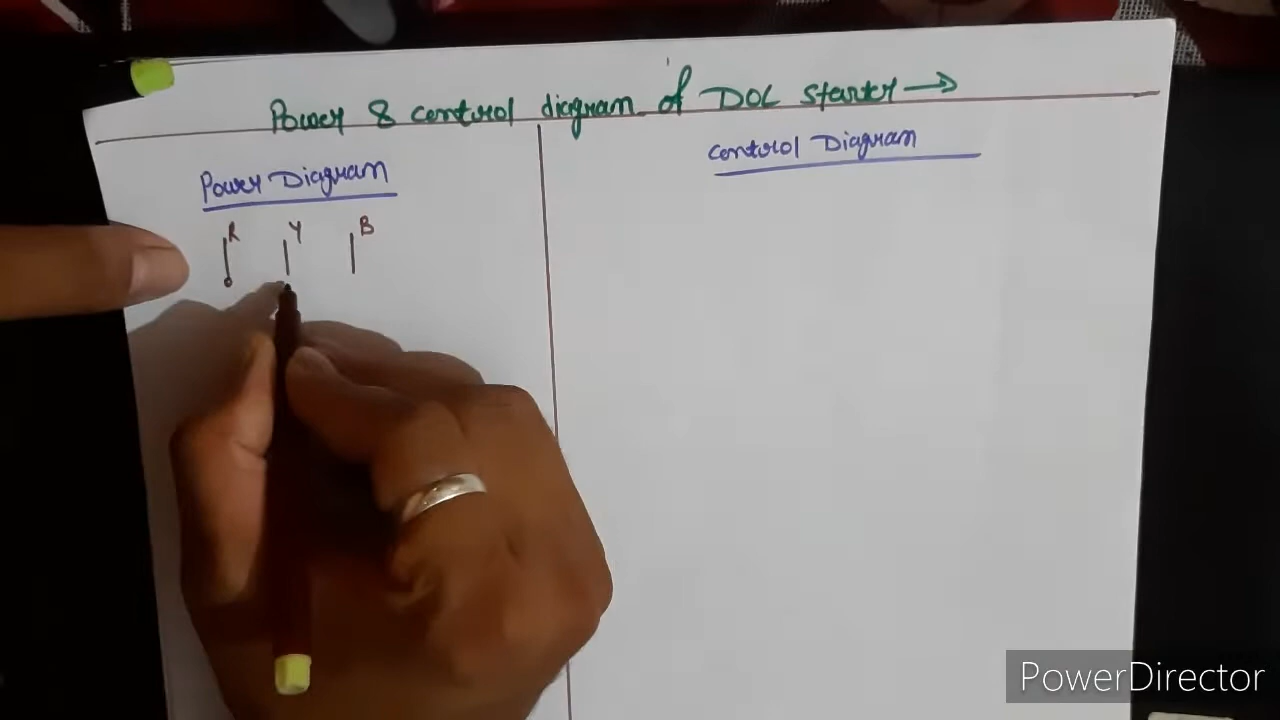 Power & control diagram of DOL starter →
Power Diagram
Control Diagram
R Y B
PowerDirector